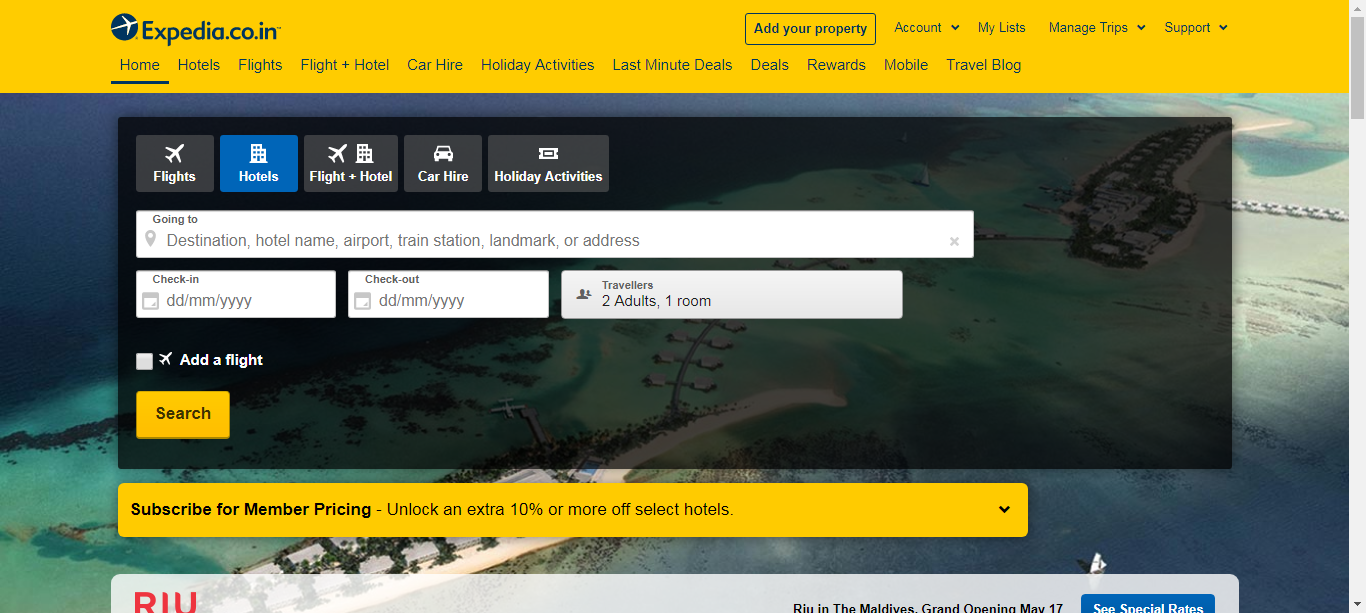 Expedia.co.in
Add your property
Account
My Lists
Manage Trips
Support
Home
Hotels
Flights
Flight + Hotel
Car Hire
Holiday Activities
Last Minute Deals
Deals
Rewards
Mobile
Travel Blog
Flights
Hotels
Flight + Hotel
Car Hire
Holiday Activities
Going to
Destination, hotel name, airport, train station, landmark, or address
Check-in
dd/mm/yyyy
Check-out
dd/mm/yyyy
Travellers
2 Adults, 1 room
Add a flight
Search
Subscribe for Member Pricing - Unlock an extra 10% or more off select hotels.
RIU
Riu in The Maldives. Grand Opening May 17
See Special Rates